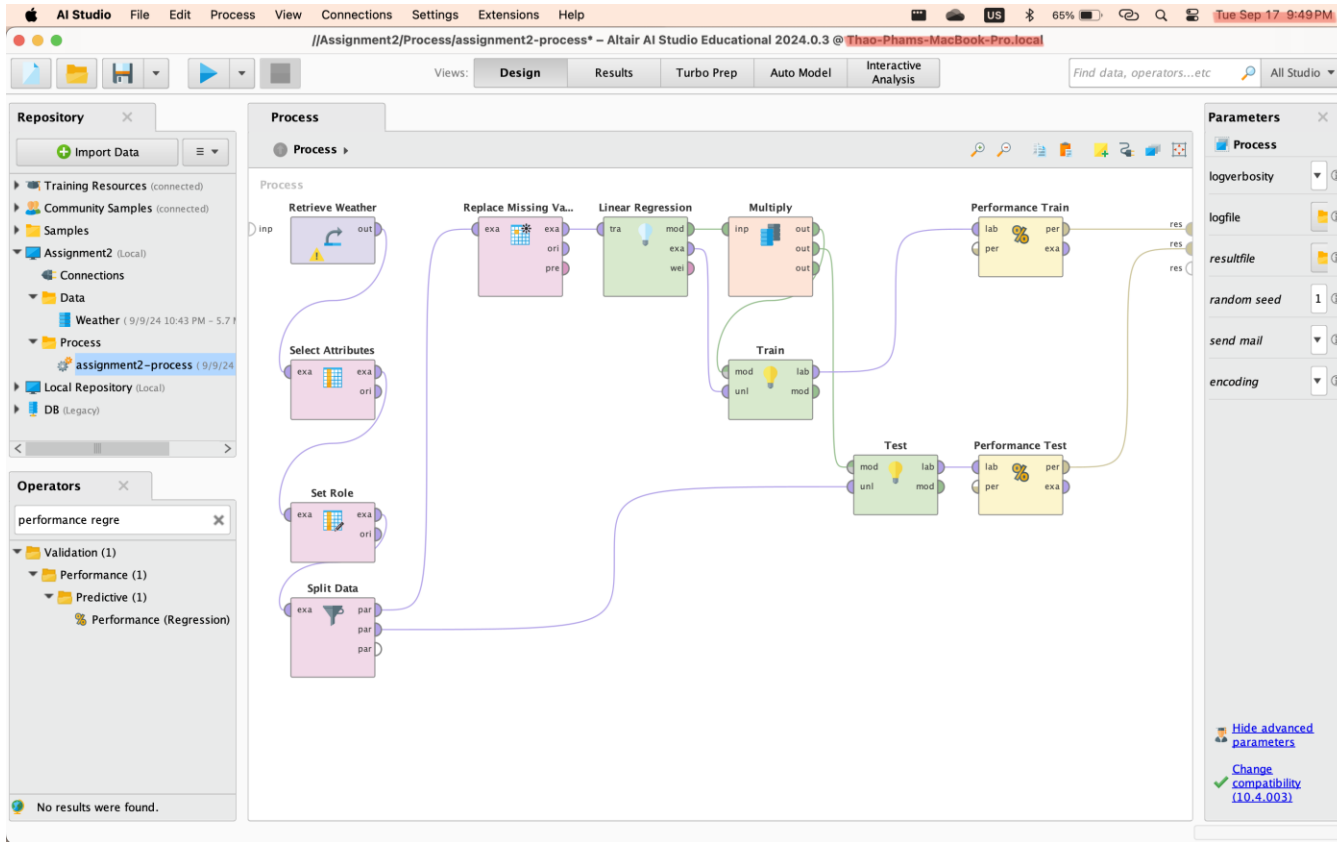 AI Studio File Edit Process View Connections Settings Extensions Help US 65% Tue Sep 17 9:49 PM
//Assignment2/Process/assignment2-process* – Altair AI Studio Educational 2024.0.3 @ Thao-Phams-MacBook-Pro.local
Views: Design Results Turbo Prep Auto Model Interactive Analysis Find data, operators...etc All Studio
Repository
Import Data
Training Resources (connected)
Community Samples (connected)
Samples
Assignment2 (Local)
Connections
Data
Weather ( 9/9/24 10:43 PM – 5.7
Process
assignment2-process ( 9/9/24
Local Repository (Local)
DB (Legacy)
Operators
performance regre
Validation (1)
Performance (1)
Predictive (1)
Performance (Regression)
No results were found.
Process
Process
Process
inp
Retrieve Weather
out
Replace Missing Va...
exa exa
ori
pre
Linear Regression
tra mod
exa
wei
Multiply
inp out
out
out
Performance Train
lab per
per exa
res
res
res
Select Attributes
exa exa
ori
Train
mod lab
unl mod
Set Role
exa exa
ori
Test
mod lab
unl mod
Performance Test
lab per
per exa
Split Data
exa par
par
par
Parameters
Process
logverbosity
logfile
resultfile
random seed 1
send mail
encoding
Hide advanced
parameters
Change
compatibility
(10.4.003)